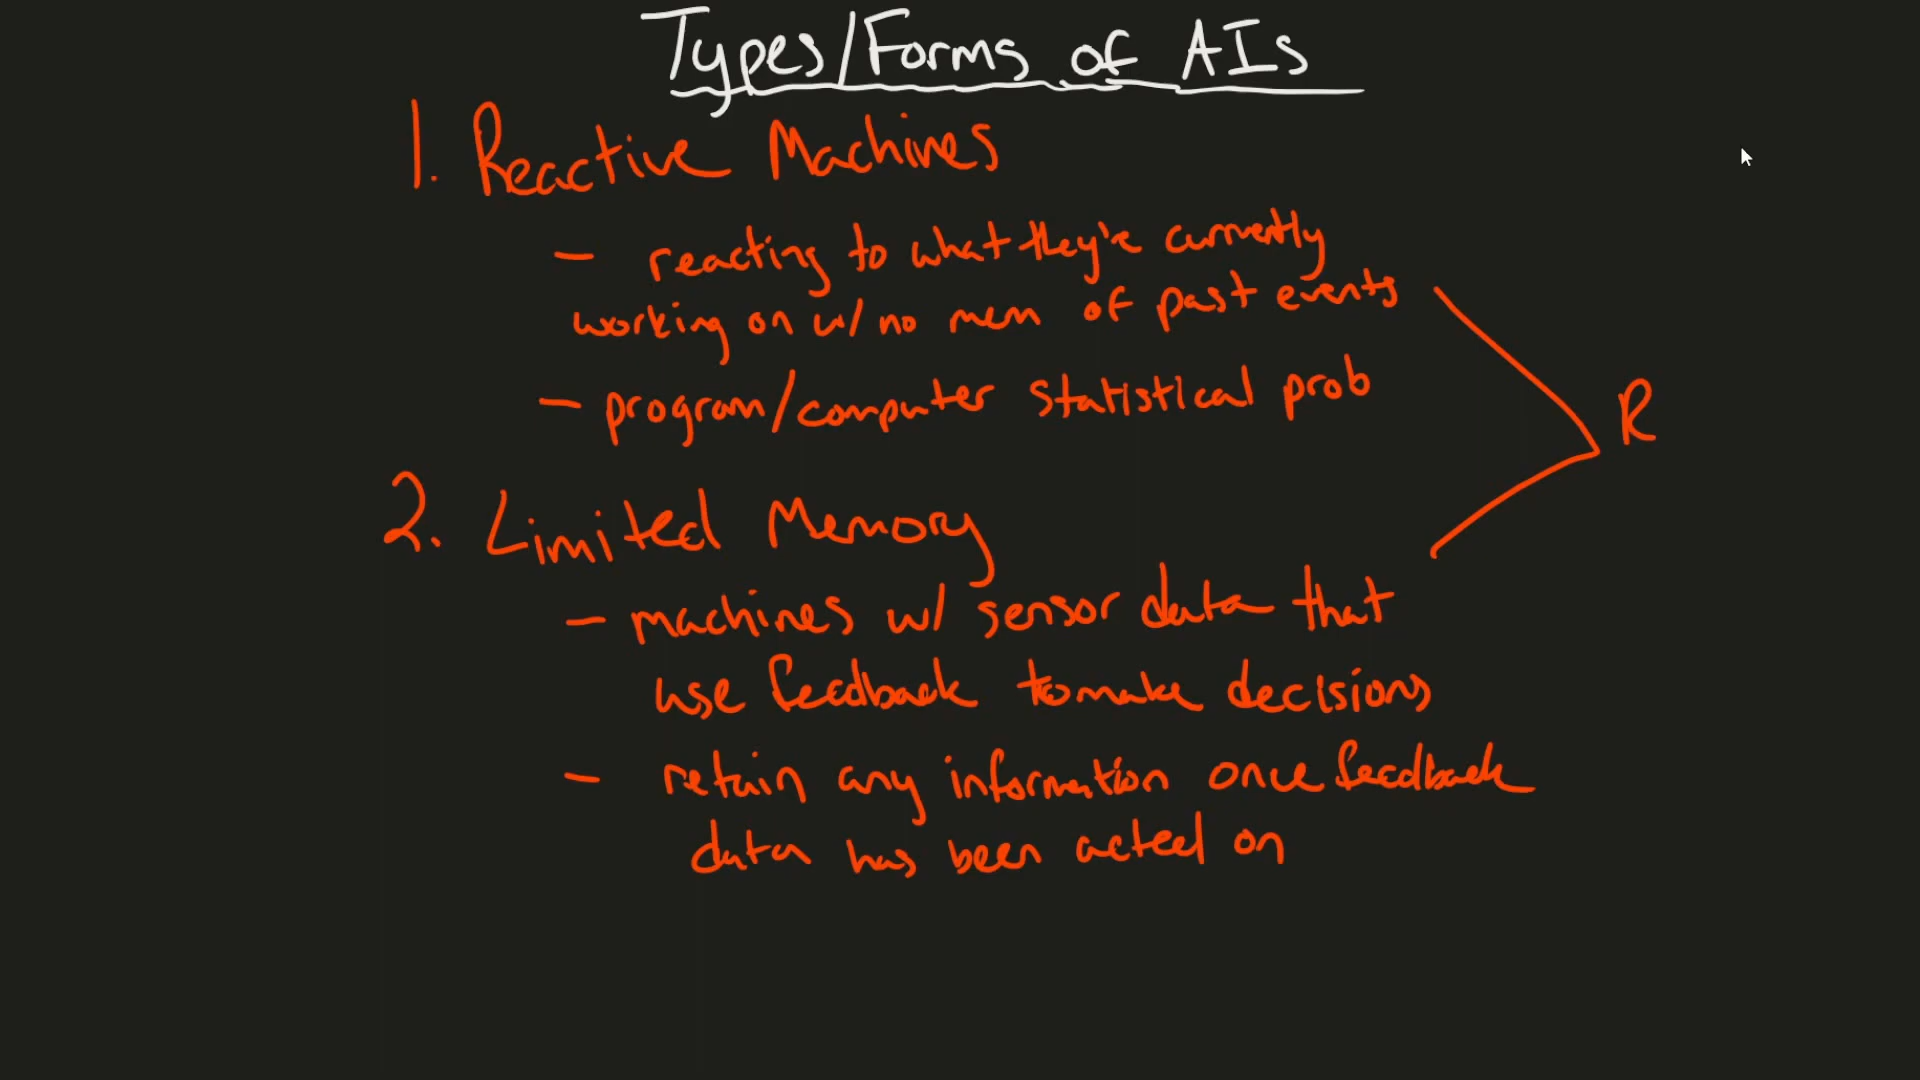 Types/Forms of AIs
1. Reactive Machines
- reacting to what they're currently
working on w/ no mem of past events
- program/computer statistical prob
R
2. Limited Memory
- machines w/ sensor data that
use feedback to make decisions
- retain any information once feedback
data has been acted on